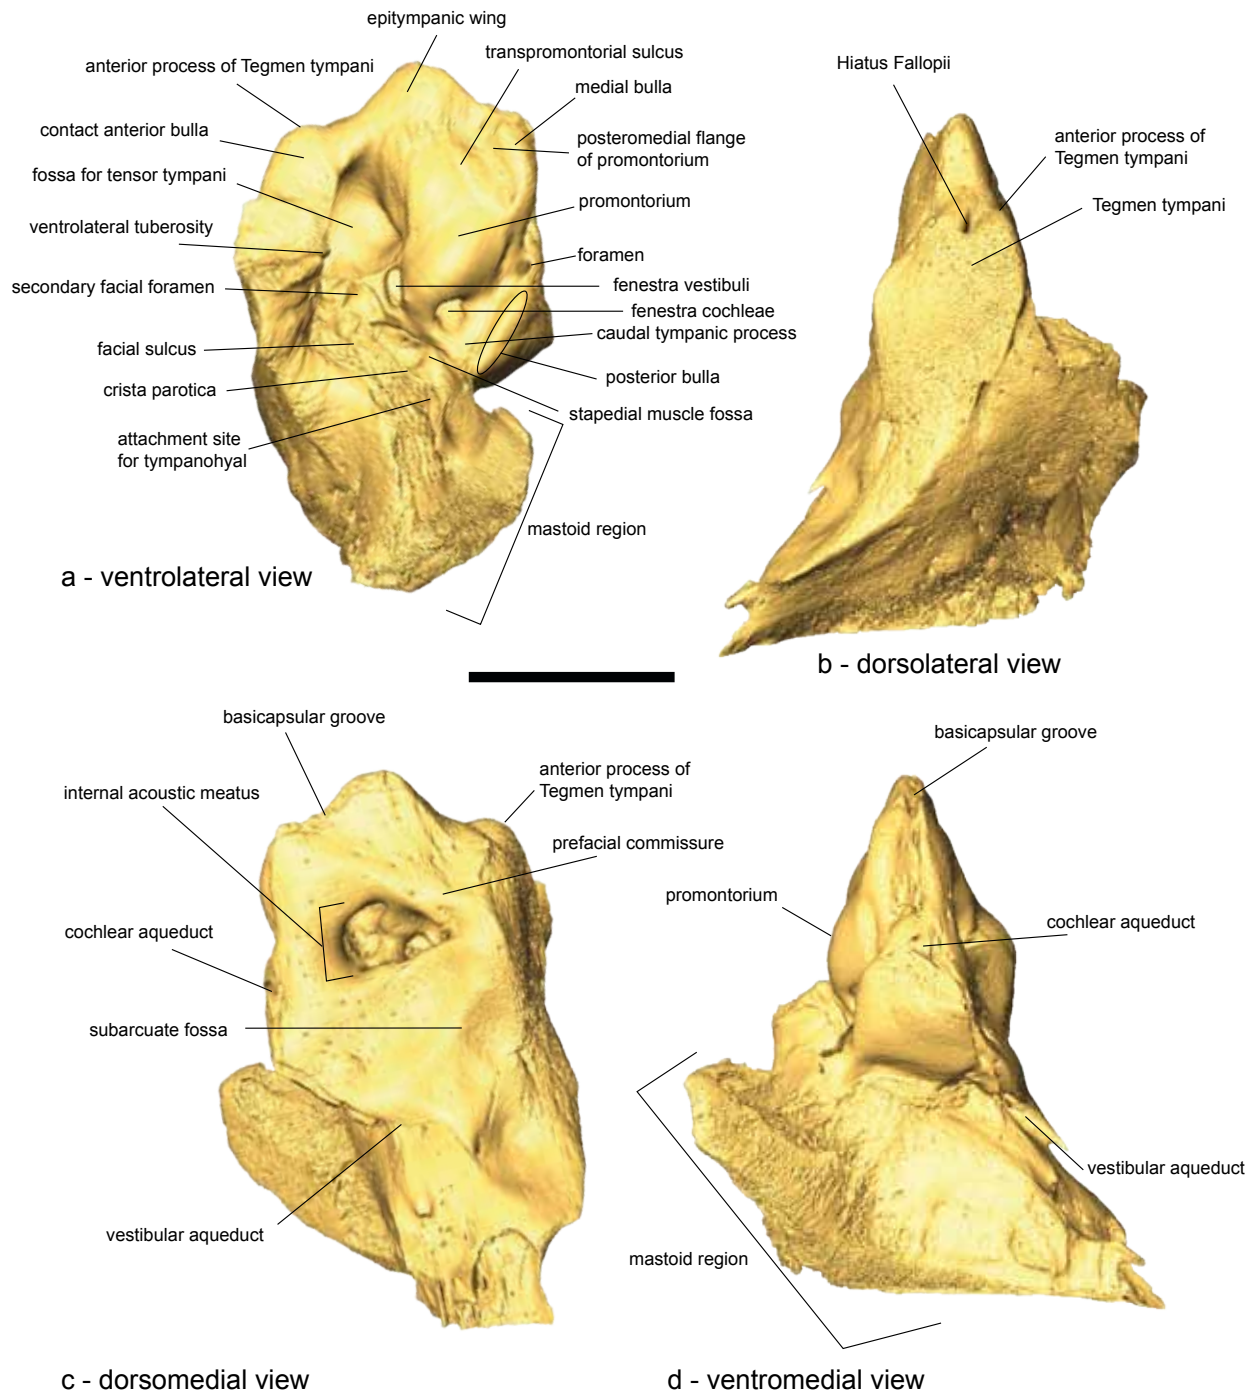 epitympanic wing
transpromontorial sulcus
anterior process of Tegmen tympani
medial bulla
contact anterior bulla
posteromedial flange
of promontorium
fossa for tensor tympani
promontorium
ventrolateral tuberosity
foramen
secondary facial foramen
fenestra vestibuli
fenestra cochleae
facial sulcus
caudal tympanic process
crista parotica
posterior bulla
stapedial muscle fossa
attachment site
for tympanohyal
mastoid region
a - ventrolateral view
Hiatus Fallopii
anterior process of
Tegmen tympani
Tegmen tympani
b - dorsolateral view
basicapsular groove
anterior process of
Tegmen tympani
internal acoustic meatus
prefacial commissure
cochlear aqueduct
subarcuate fossa
vestibular aqueduct
c - dorsomedial view
basicapsular groove
promontorium
cochlear aqueduct
vestibular aqueduct
mastoid region
d - ventromedial view